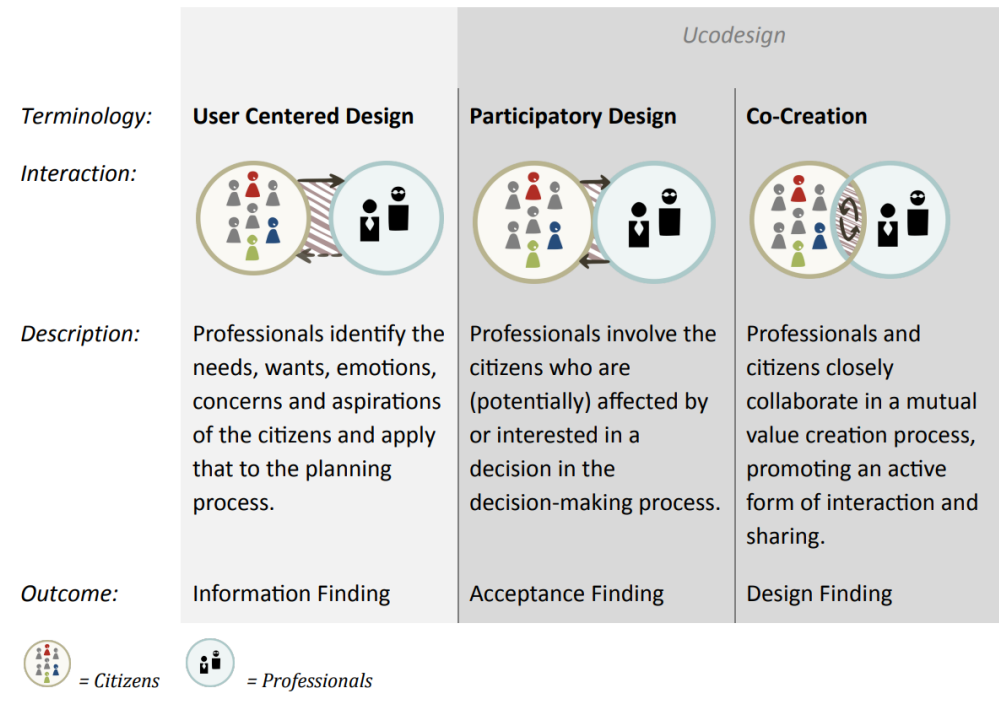 Ucodesign
Terminology:
User Centered Design
Participatory Design
Co-Creation
Interaction:
Description:
Professionals identify the
needs, wants, emotions,
concerns and aspirations
of the citizens and apply
that to the planning
process.
Professionals involve the
citizens who are
(potentially) affected by
or interested in a
decision in the
decision-making process.
Professionals and
citizens closely
collaborate in a mutual
value creation process,
promoting an active
form of interaction and
sharing.
Outcome:
Information Finding
Acceptance Finding
Design Finding
= Citizens
= Professionals